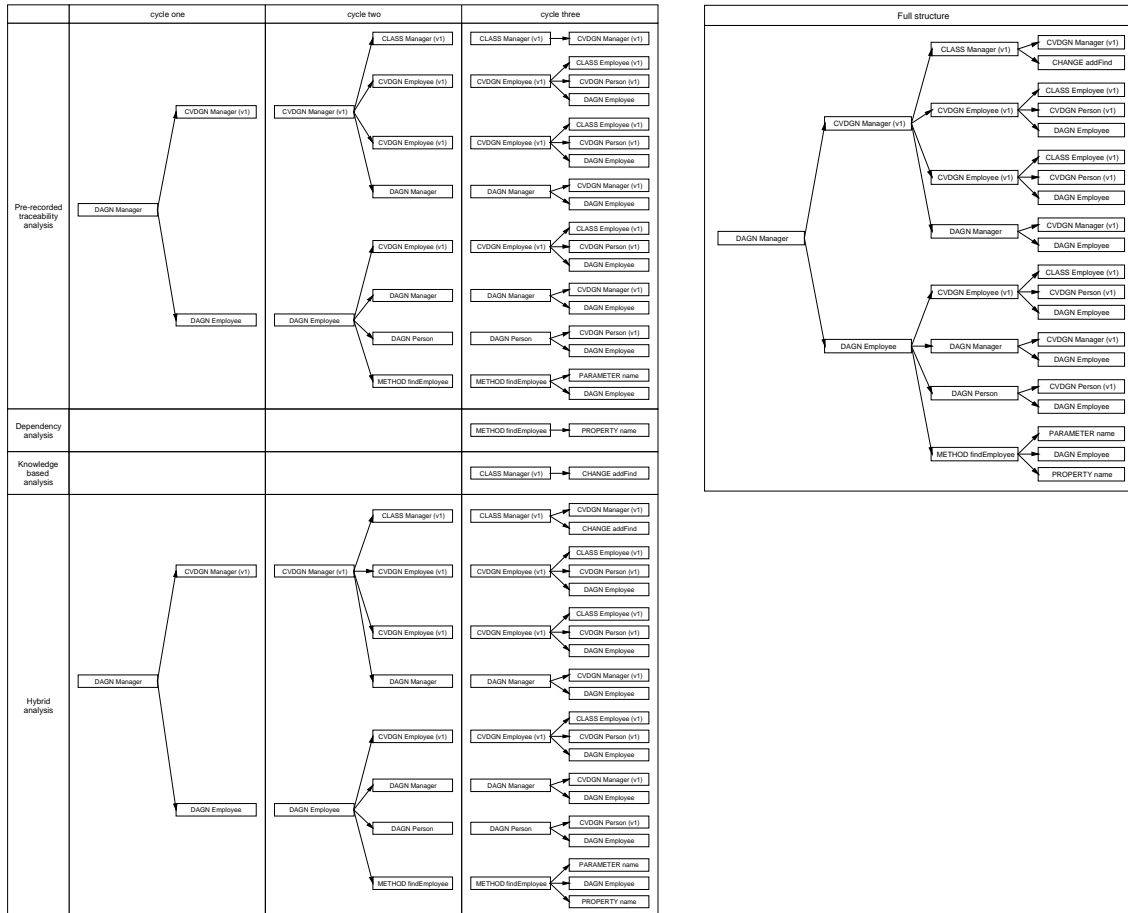 cycle one
cycle two
cycle three
Pre-recorded
traceability
analysis
DAGN Manager
CVDGN Manager (v1)
DAGN Employee
CVDGN Manager (v1)
CLASS Manager (v1)
CVDGN Employee (v1)
CVDGN Employee (v1)
DAGN Manager
DAGN Employee
CVDGN Employee (v1)
DAGN Manager
DAGN Person
METHOD findEmployee
CLASS Manager (v1)
CVDGN Manager (v1)
CVDGN Employee (v1)
CLASS Employee (v1)
CVDGN Person (v1)
DAGN Employee
CVDGN Employee (v1)
CLASS Employee (v1)
CVDGN Person (v1)
DAGN Employee
DAGN Manager
CVDGN Manager (v1)
DAGN Employee
CVDGN Employee (v1)
CLASS Employee (v1)
CVDGN Person (v1)
DAGN Employee
DAGN Manager
CVDGN Manager (v1)
DAGN Employee
DAGN Person
CVDGN Person (v1)
DAGN Employee
METHOD findEmployee
PARAMETER name
DAGN Employee
Dependency
analysis
METHOD findEmployee
PROPERTY name
Knowledge
based
analysis
CLASS Manager (v1)
CHANGE addFind
Hybrid
analysis
DAGN Manager
CVDGN Manager (v1)
DAGN Employee
CVDGN Manager (v1)
CLASS Manager (v1)
CVDGN Employee (v1)
CVDGN Employee (v1)
DAGN Manager
DAGN Employee
CVDGN Employee (v1)
DAGN Manager
DAGN Person
METHOD findEmployee
CLASS Manager (v1)
CVDGN Manager (v1)
CHANGE addFind
CVDGN Employee (v1)
CLASS Employee (v1)
CVDGN Person (v1)
DAGN Employee
CVDGN Employee (v1)
CLASS Employee (v1)
CVDGN Person (v1)
DAGN Employee
DAGN Manager
CVDGN Manager (v1)
DAGN Employee
CVDGN Employee (v1)
CLASS Employee (v1)
CVDGN Person (v1)
DAGN Employee
DAGN Manager
CVDGN Manager (v1)
DAGN Employee
DAGN Person
CVDGN Person (v1)
DAGN Employee
METHOD findEmployee
PARAMETER name
DAGN Employee
PROPERTY name
Full structure
DAGN Manager
CVDGN Manager (v1)
CLASS Manager (v1)
CVDGN Manager (v1)
CHANGE addFind
CVDGN Employee (v1)
CLASS Employee (v1)
CVDGN Person (v1)
DAGN Employee
CVDGN Employee (v1)
CLASS Employee (v1)
CVDGN Person (v1)
DAGN Employee
DAGN Manager
CVDGN Manager (v1)
DAGN Employee
DAGN Employee
CVDGN Employee (v1)
CLASS Employee (v1)
CVDGN Person (v1)
DAGN Employee
DAGN Manager
CVDGN Manager (v1)
DAGN Employee
DAGN Person
CVDGN Person (v1)
DAGN Employee
METHOD findEmployee
PARAMETER name
DAGN Employee
PROPERTY name